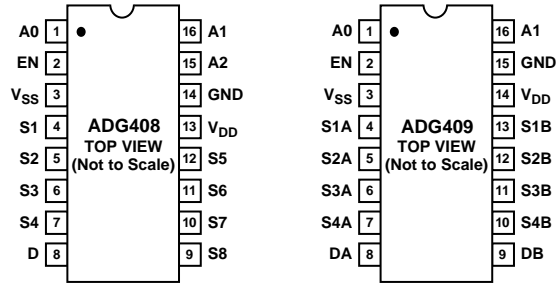 A0 1 16 A1
EN 2 15 A2
VSS 3 14 GND
S1 4 13 VDD
S2 5 12 S5
S3 6 11 S6
S4 7 10 S7
D 8 9 S8
ADG408
TOP VIEW
(Not to Scale)
A0 1 16 A1
EN 2 15 GND
VSS 3 14 VDD
S1A 4 13 S1B
S2A 5 12 S2B
S3A 6 11 S3B
S4A 7 10 S4B
DA 8 9 DB
ADG409
TOP VIEW
(Not to Scale)